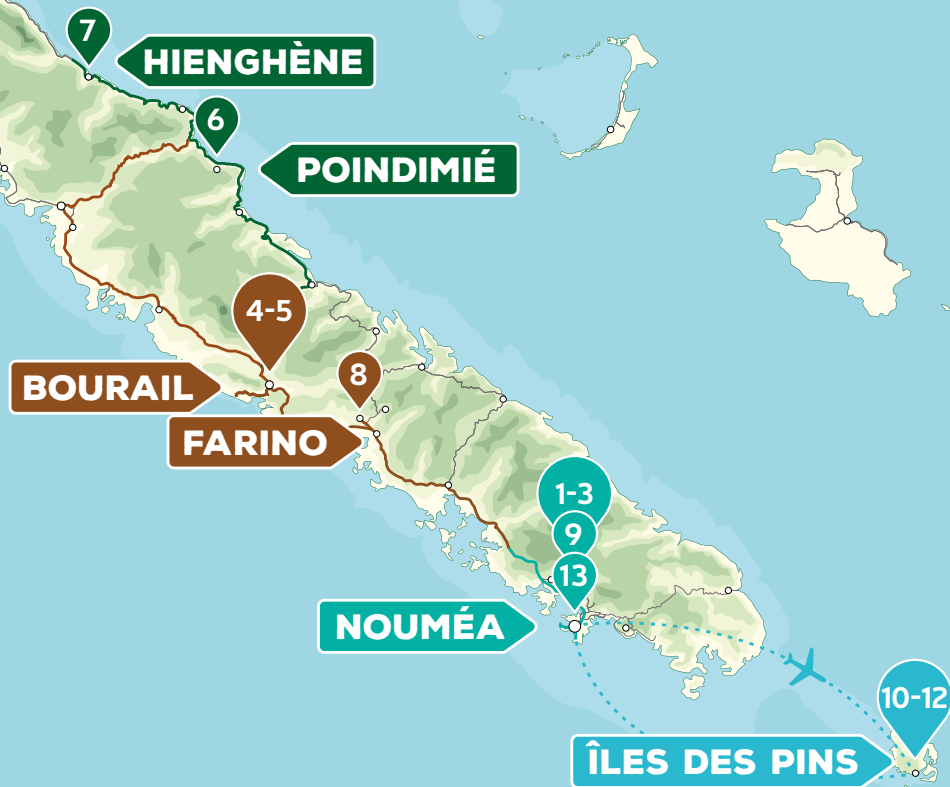 7
HIENGHÈNE
6
POINDIMIÉ
4-5
BOURAIL
8
FARINO
1-3
9
13
NOUMÉA
10-12
ÎLES DES PINS